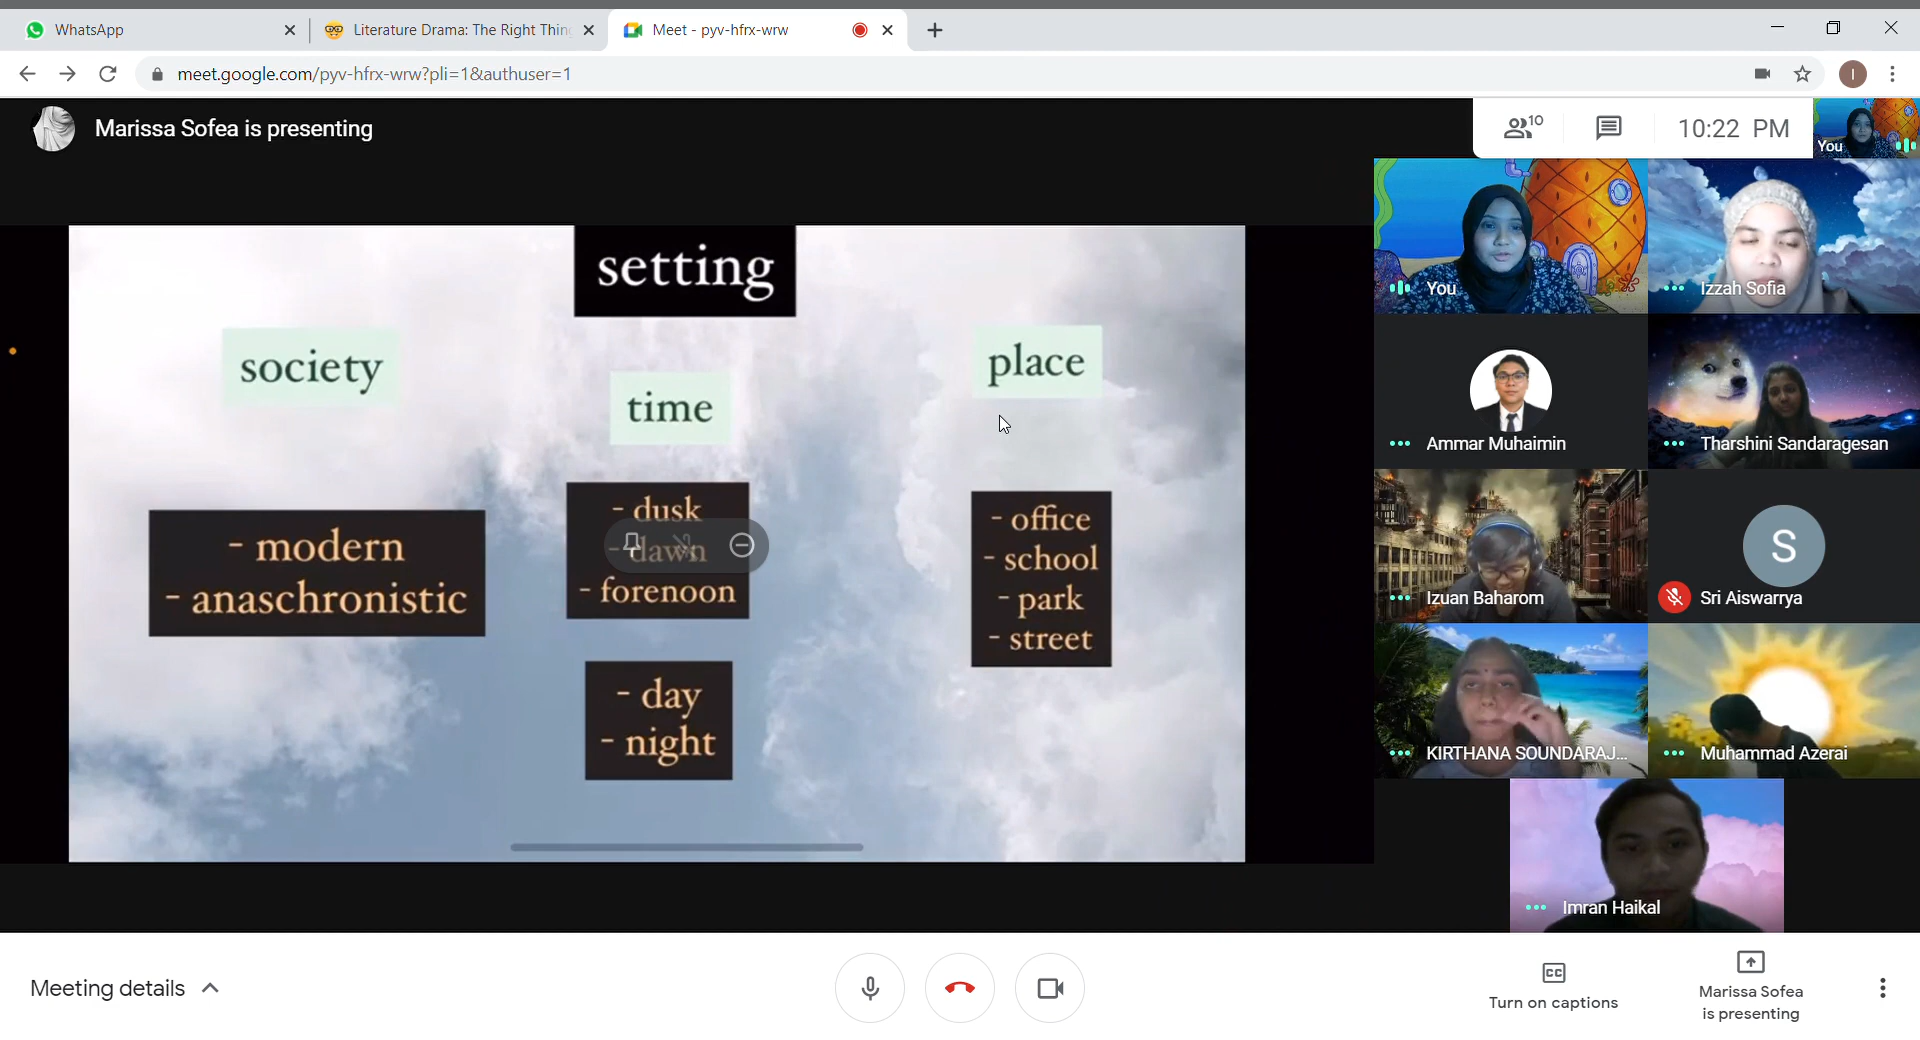 WhatsApp
Literature Drama: The Right Thin
Meet - pyv-hfrx-wrw
meet.google.com/pyv-hfrx-wrw?pli=1&authuser=1
I
Marissa Sofea is presenting
10
10:22 PM
You
setting
society
time
place
- modern
- anaschronistic
- dusk
- dawn
- forenoon
- day
- night
- office
- school
- park
- street
You
Izzah Sofia
Ammar Muhaimin
Tharshini Sandaragesan
Izuan Baharom
S
Sri Aiswarrya
KIRTHANA SOUNDARAJ...
Muhammad Azerai
Imran Haikal
Meeting details
CC
Turn on captions
Marissa Sofea
is presenting